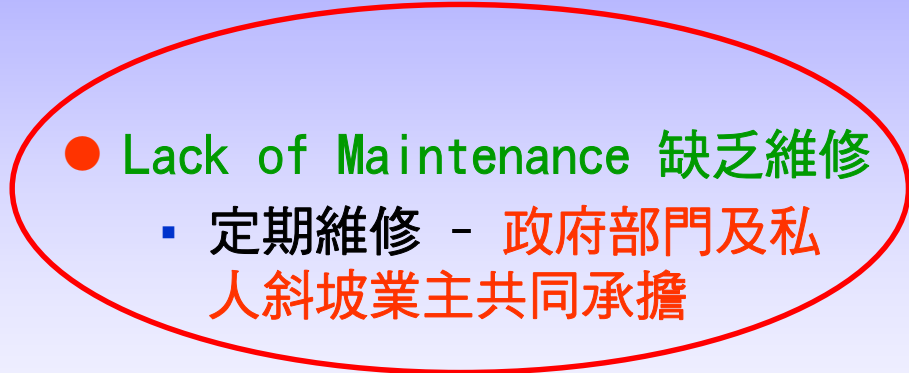 ● Lack of Maintenance 缺乏維修
▪ 定期維修 – 政府部門及私
人斜坡業主共同承擔